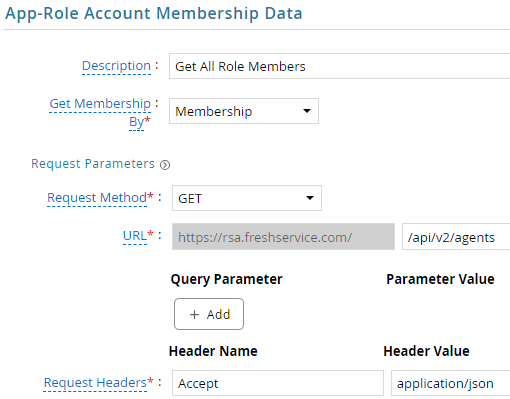 App-Role Account Membership Data
Description : Get All Role Members
Get Membership : Membership
By*
Request Parameters
Request Method* : GET
URL* : https://rsa.freshservice.com/ /api/v2/agents
Query Parameter Parameter Value
+ Add
Header Name Header Value
Request Headers* : Accept application/json